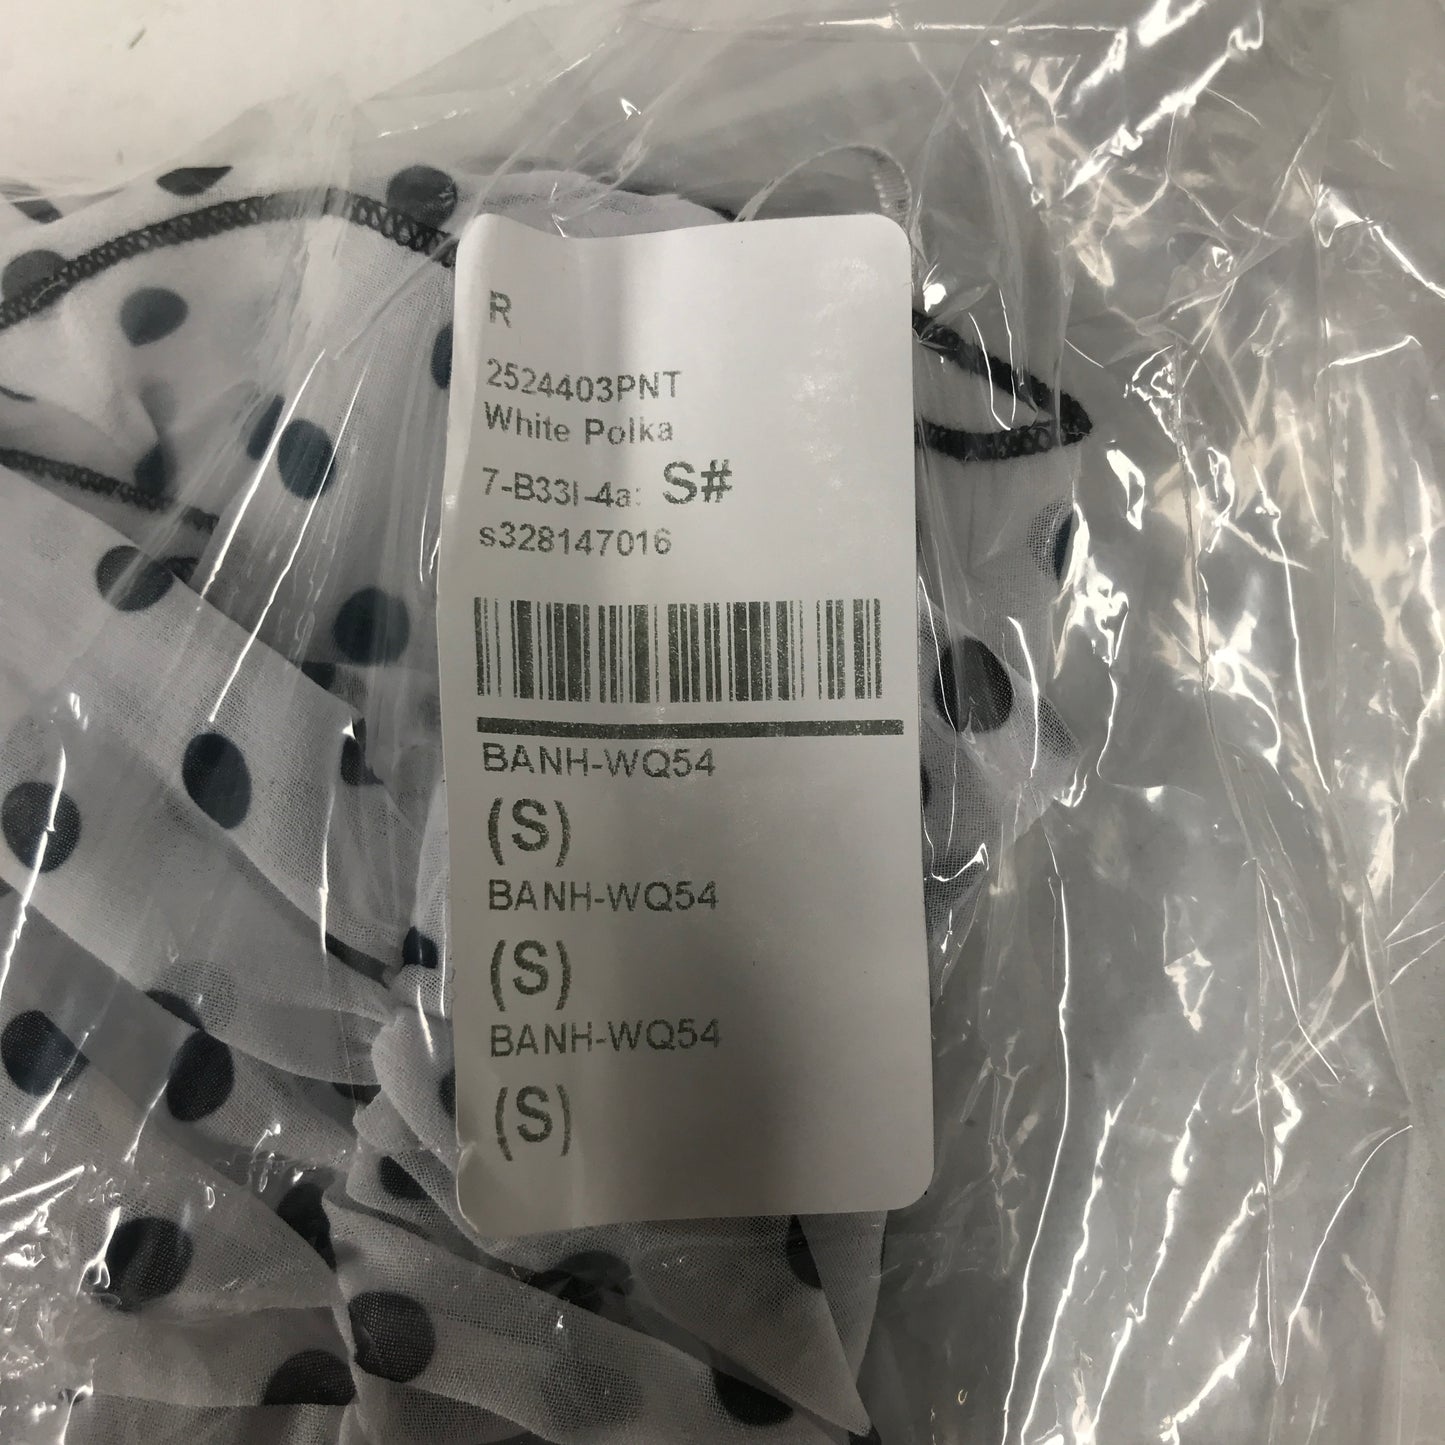 R
2524403PNT
White Polka
7-B33I-4a: S#
s328147016
BANH-WQ54
(S)
BANH-WQ54
(S)
BANH-WQ54
(S)